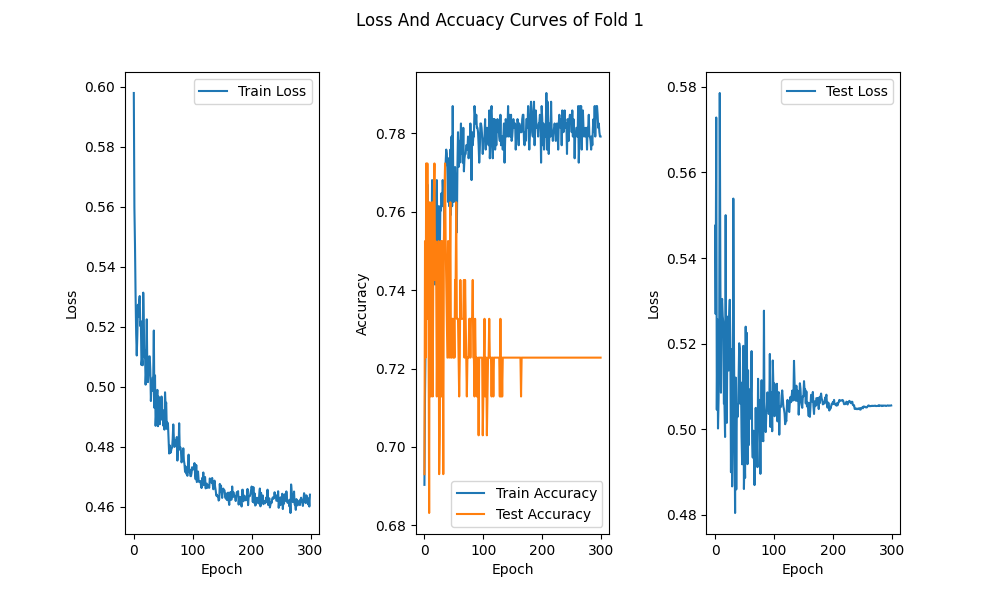 Loss And Accuacy Curves of Fold 1
Train Loss
0.60
0.58
0.56
0.54
0.52
0.50
0.48
0.46
Loss
0 100 200 300
Epoch
0.78
0.76
0.74
0.72
0.70
0.68
Accuracy
Train Accuracy
Test Accuracy
0 100 200 300
Epoch
Test Loss
0.58
0.56
0.54
0.52
0.50
0.48
Loss
0 100 200 300
Epoch